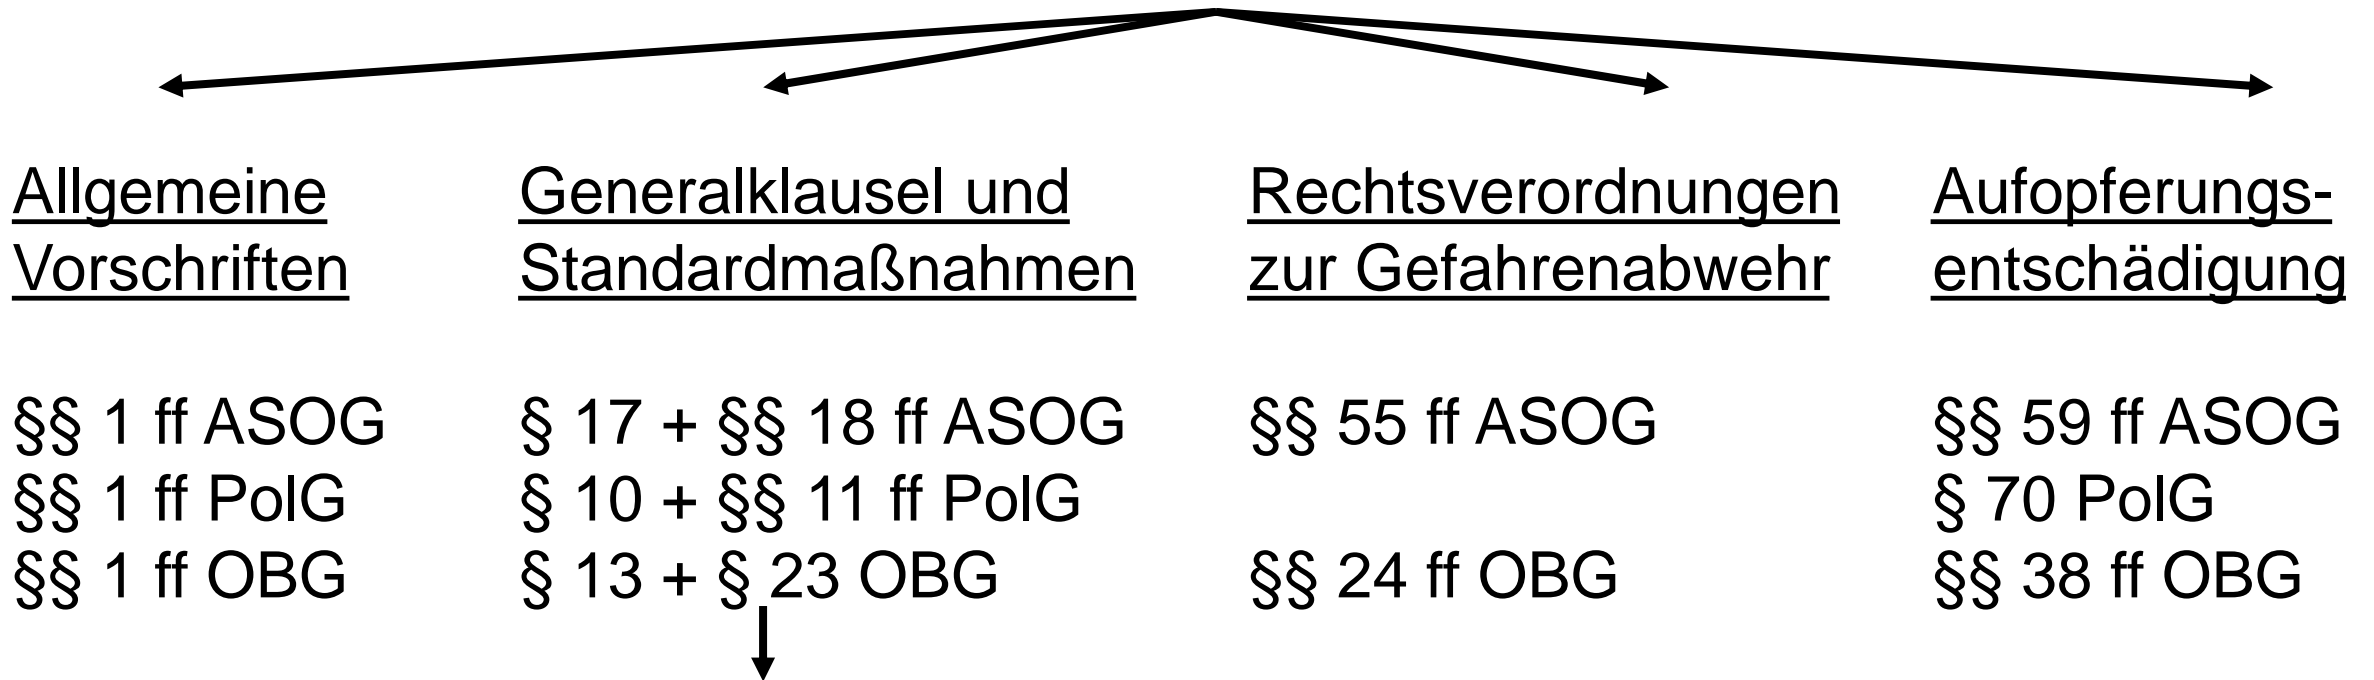 Allgemeine
Vorschriften
§§ 1 ff ASOG
§§ 1 ff PolG
§§ 1 ff OBG
Generalklausel und
Standardmaßnahmen
§ 17 + §§ 18 ff ASOG
§ 10 + §§ 11 ff PolG
§ 13 + § 23 OBG
Rechtsverordnungen
zur Gefahrenabwehr
§§ 55 ff ASOG
§§ 24 ff OBG
Aufopferungs-
entschädigung
§§ 59 ff ASOG
§ 70 PolG
§§ 38 ff OBG